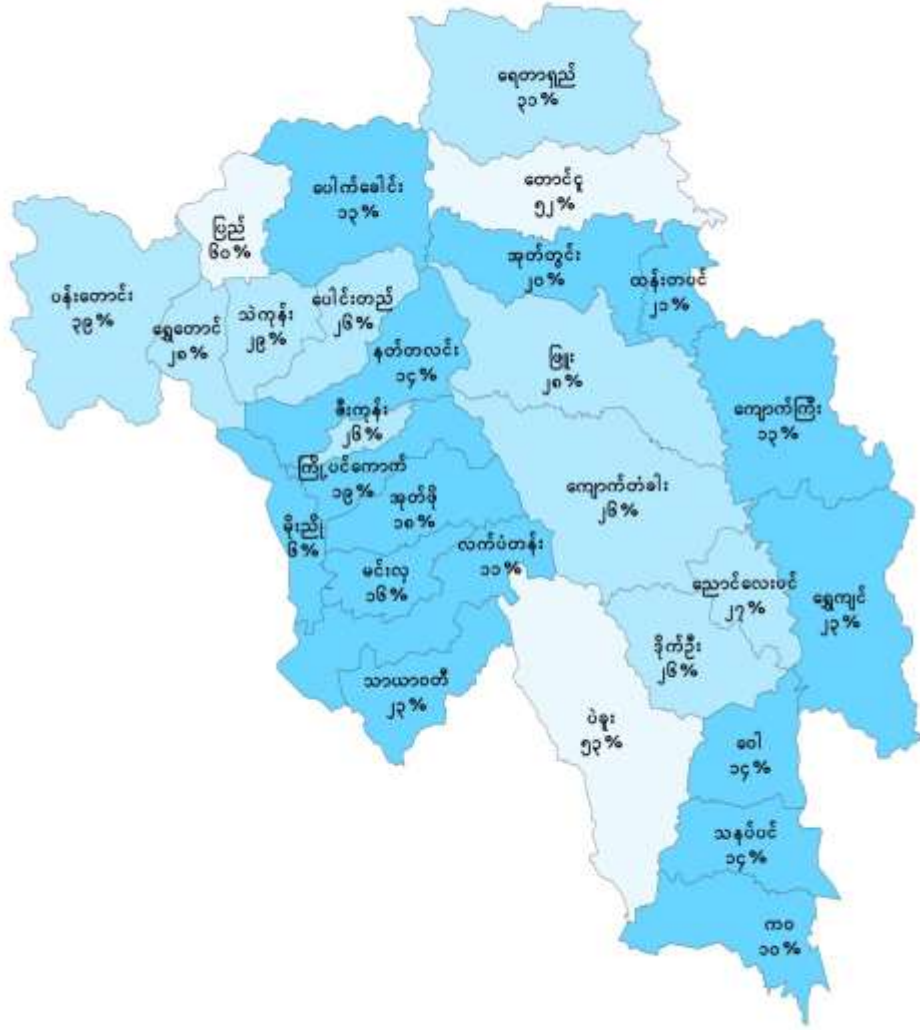 ရေတာရှည်
၃၁%
တောင်ငူ
၅၂%
ပေါက်ခေါင်း
၁၃%
ပြည်
၆၀%
အုတ်တွင်း
၂၀%
ထန်းတပင်
၂၁%
ပန်းတောင်း
၃၉%
ရွှေတောင်
၂၈%
သဲကုန်း
၂၉%
ပေါင်းတည်
၂၆%
နတ်တလင်း
၁၄%
ဖြူး
၂၈%
ဇီးကုန်း
၂၆%
ကျောက်ကြီး
၁၃%
ကြို့ပင်ကောက်
၁၉%
အုတ်ဖို
၁၈%
ကျောက်တံခါး
၂၆%
မိုးညို
၆%
လက်ပံတန်း
၁၁%
မင်းလှ
၁၆%
ညောင်လေးပင်
၂၇%
ရွှေကျင်
၂၃%
ဒိုက်ဦး
၂၆%
သာယာဝတီ
၂၃%
ပဲခူး
၅၃%
ဝေါ
၁၄%
သနပ်ပင်
၁၄%
ကဝ
၁၀%